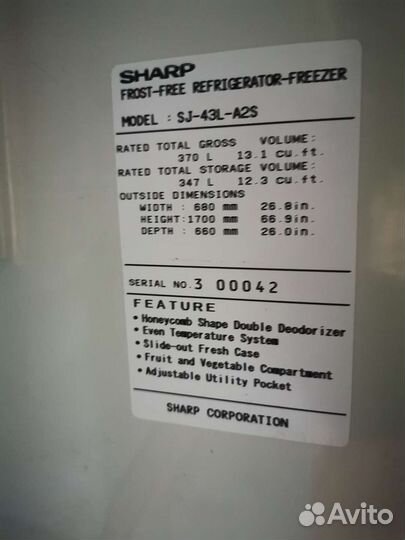 SHARP
FROST-FREE REFRIGERATOR-FREEZER
MODEL : SJ-43L-A2S
RATED TOTAL GROSS VOLUME:
370 L 13.1 cu.ft.
RATED TOTAL STORAGE VOLUME:
347 L 12.3 cu.ft.
OUTSIDE DIMENSIONS
WIDTH : 680 mm 26.8in.
HEIGHT:1700 mm 66.9in.
DEPTH : 660 mm 26.0in.
SERIAL NO.3 00042
FEATURE
• Honeycomb Shape Double Deodorizer
• Even Temperature System
• Slide-out Fresh Case
• Fruit and Vegetable Compartment
• Adjustable Utility Pocket
SHARP CORPORATION
Avito